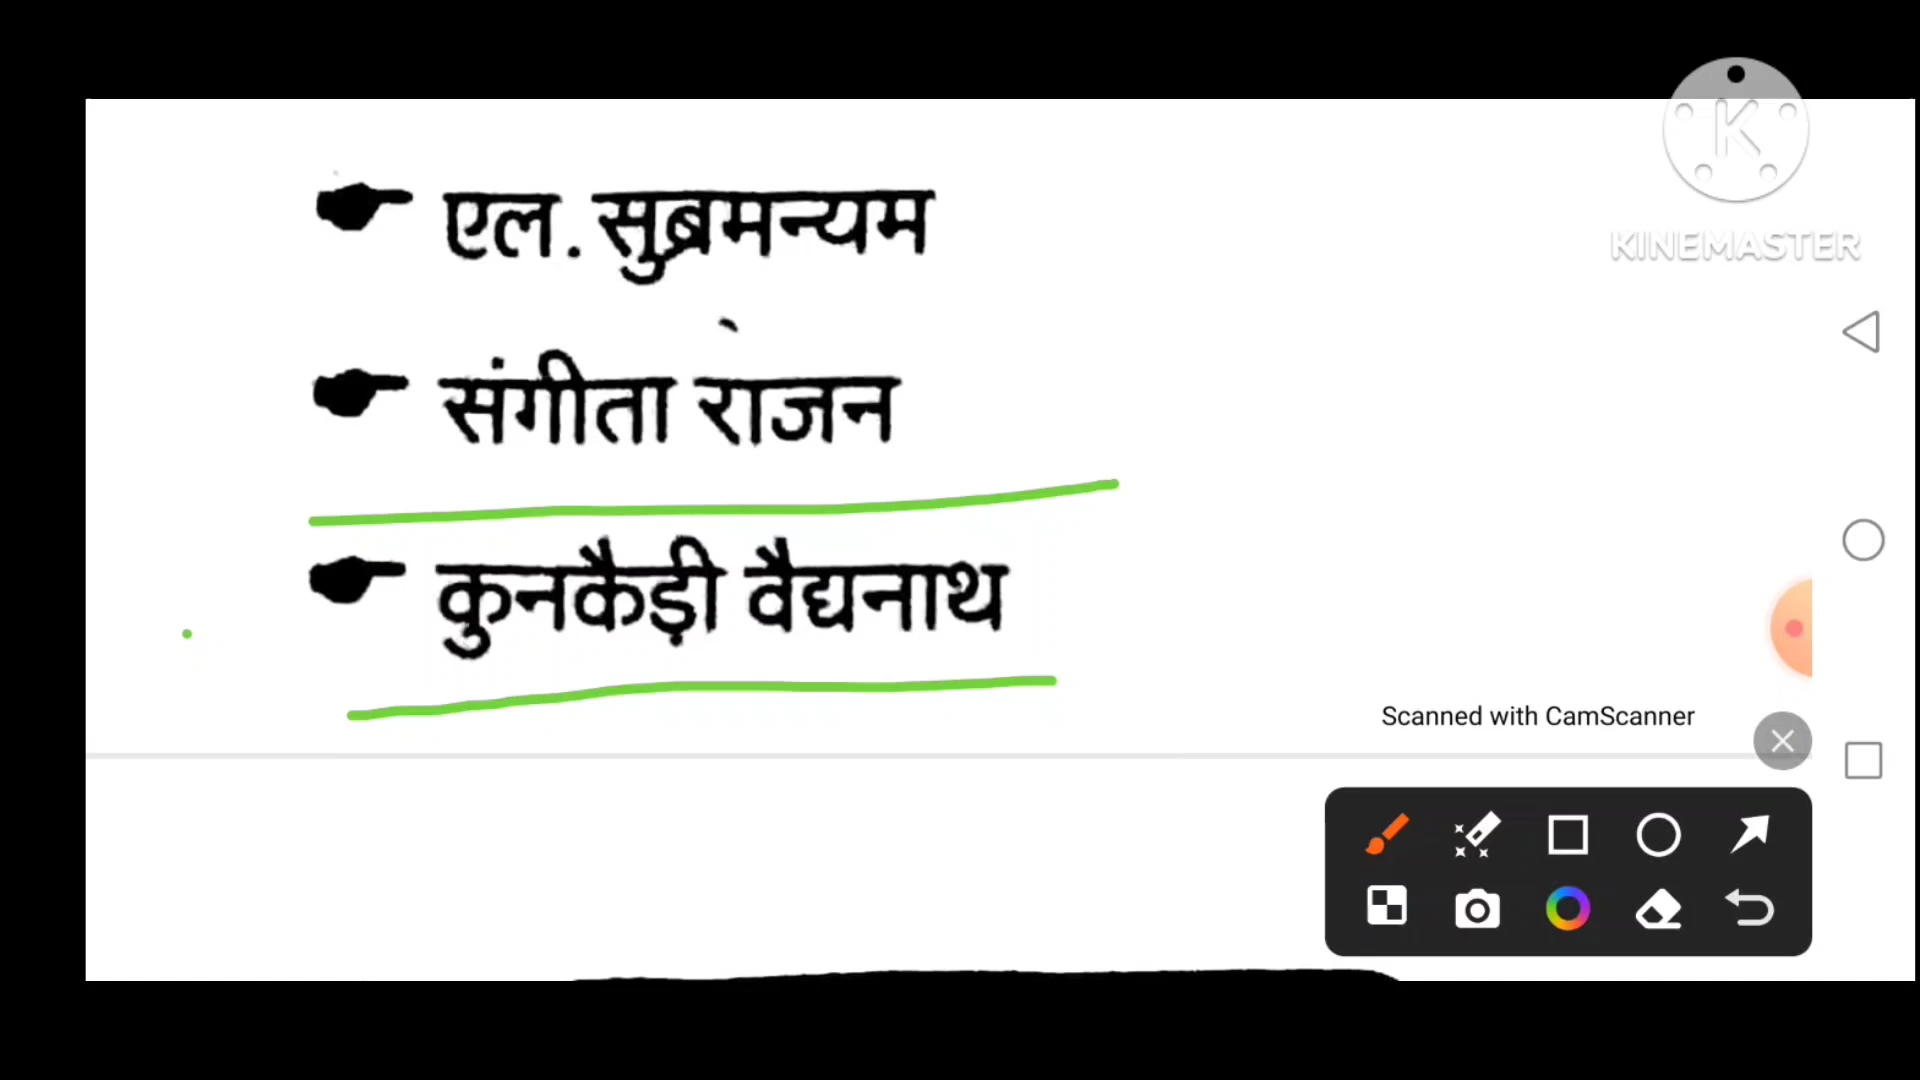 KINEMASTER
एल. सुब्रमन्यम
संगीता राजन
कुनकैड़ी वैद्यनाथ
Scanned with CamScanner